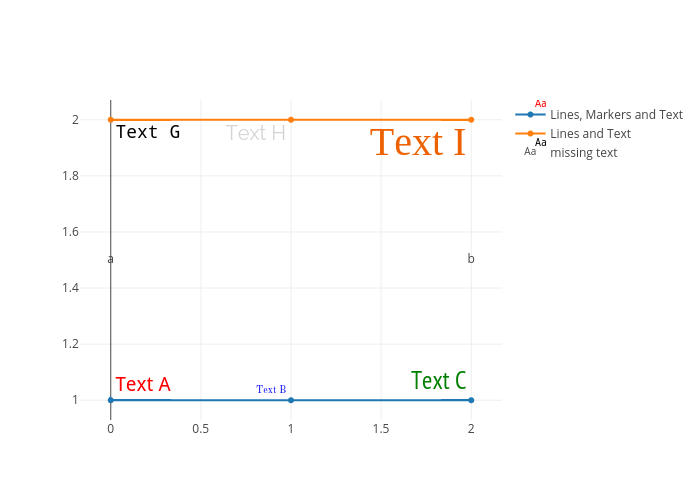 Aa
Lines, Markers and Text
2
Text G
Text H
Text I
Lines and Text
Aa
Aa
missing text
1.8
1.6
a
b
1.4
1.2
Text A
Text B
Text C
1
0
0.5
1
1.5
2